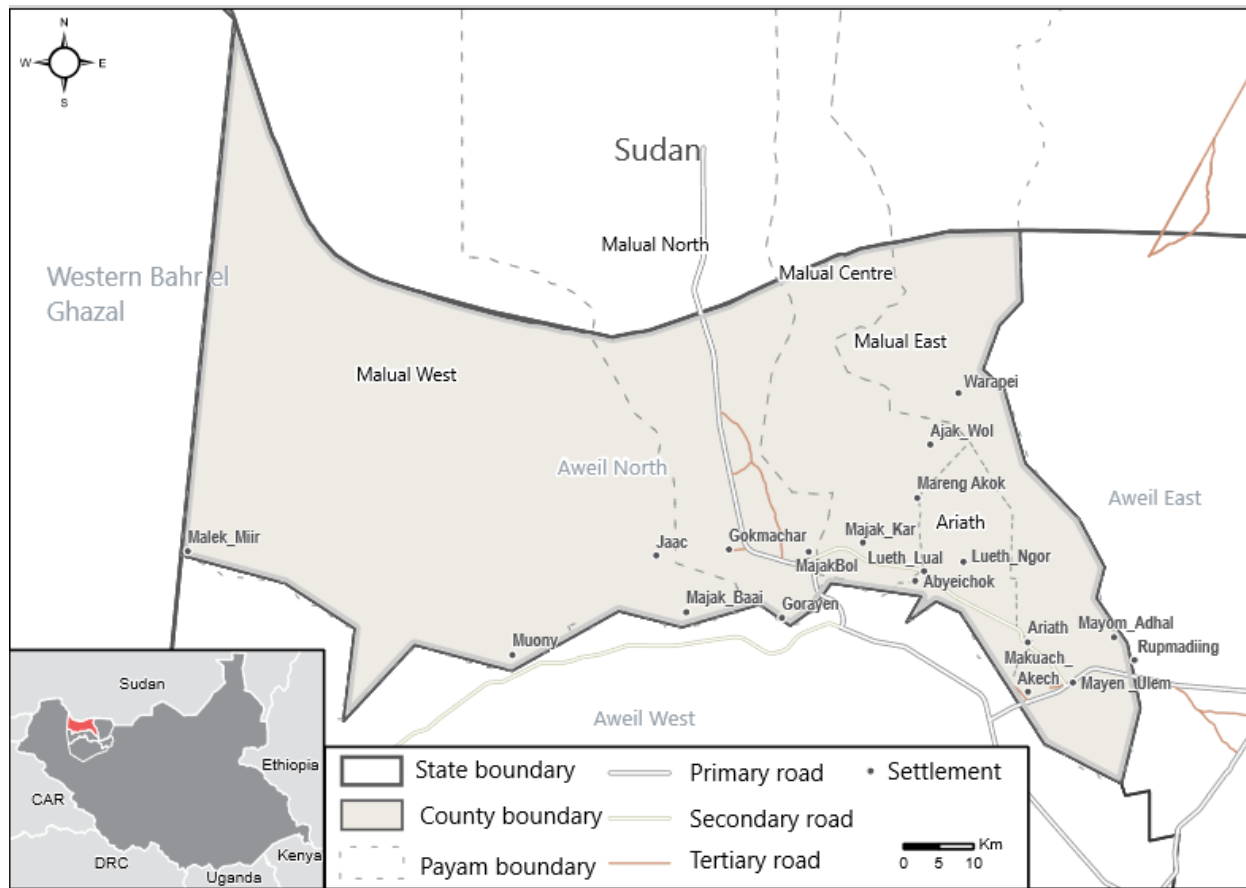 N
W
E
S
Sudan
Malual North
Malual Centre
Western Bahr el
Ghazal
Malual East
Malual West
Warapei
Ajak_Wol
Aweil North
Mareng Akok
Aweil East
Ariath
Malek_Miir
Jaac
Gokmachar
Majak_Kar
MajakBol
Lueth_Lual
Lueth_Ngor
Abyeichok
Majak_Baai
Gorayen
Muony
Ariath
Mayom_Adhal
Makuach_
Akech
Rupmadiing
Mayen_Ulem
Aweil West
Sudan
Ethiopia
CAR
DRC
Uganda
Kenya
State boundary
Primary road
Settlement
County boundary
Secondary road
Payam boundary
Tertiary road
Km
0 5 10